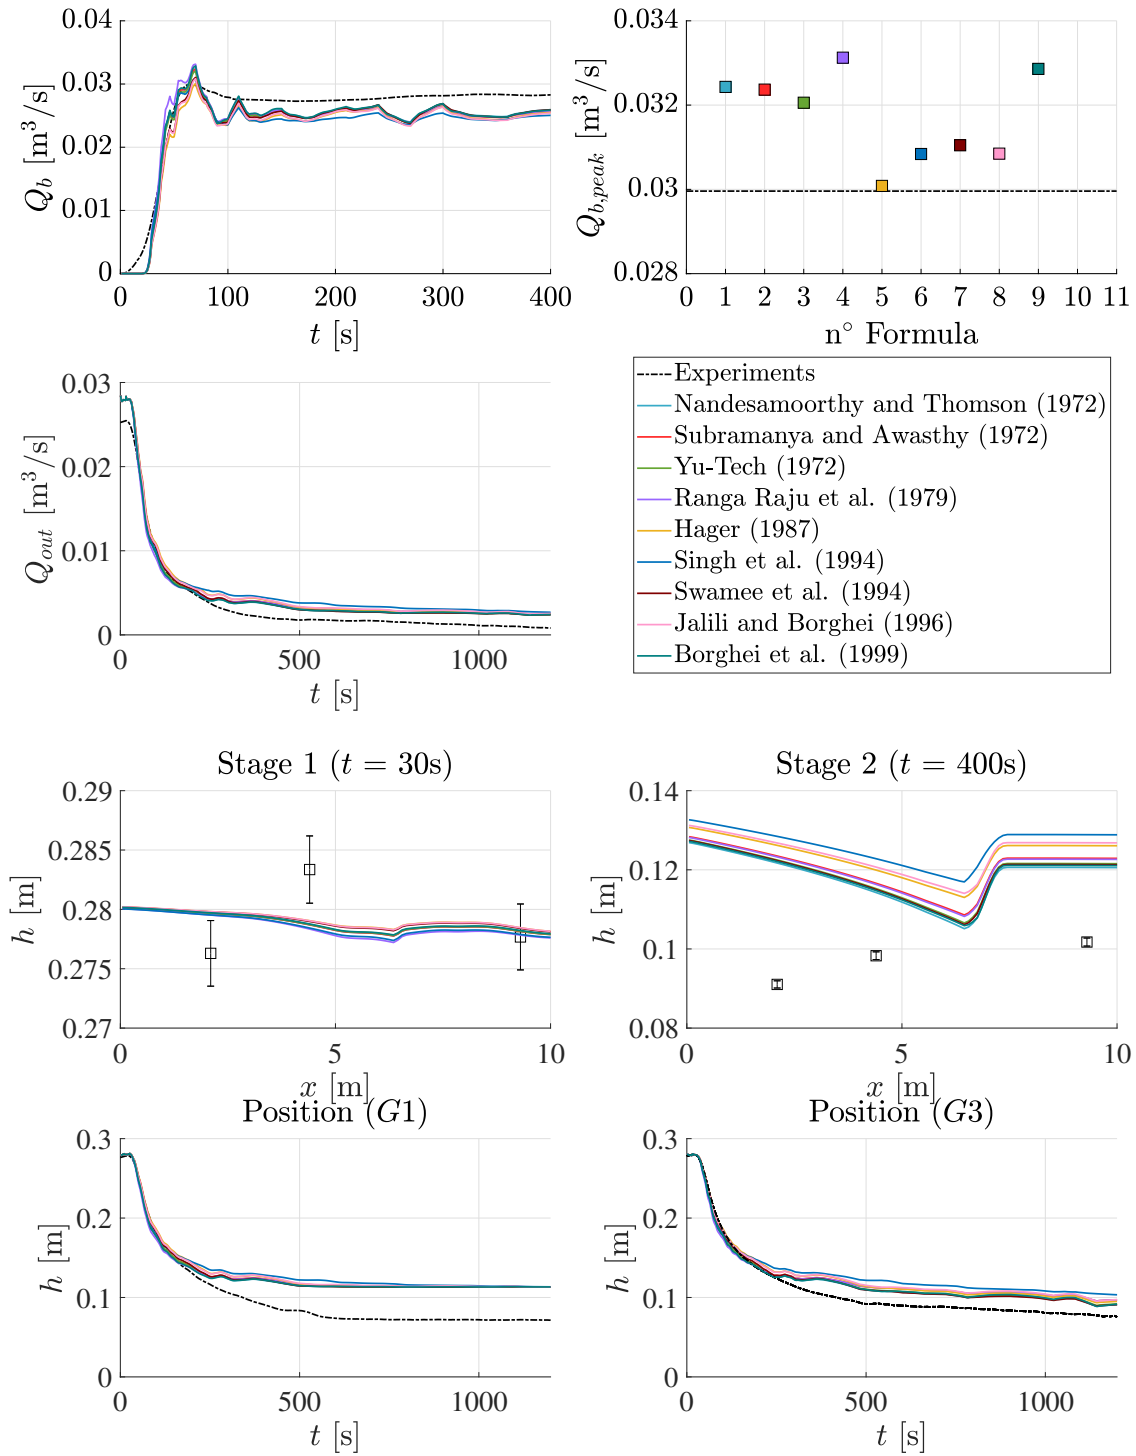 0.04
0.03
0.02
0.01
0
Q_b [m^3/s]
0 100 200 300 400
t [s]
0.034
0.032
0.03
0.028
Q_{b,peak} [m^3/s]
0 1 2 3 4 5 6 7 8 9 10 11
n° Formula
0.03
0.02
0.01
0
Q_{out} [m^3/s]
0 500 1000
t [s]
Experiments
Nandesamoorthy and Thomson (1972)
Subramanya and Awasthy (1972)
Yu-Tech (1972)
Ranga Raju et al. (1979)
Hager (1987)
Singh et al. (1994)
Swamee et al. (1994)
Jalili and Borghei (1996)
Borghei et al. (1999)
Stage 1 (t = 30s)
0.29
0.285
0.28
0.275
0.27
h [m]
0 5 10
x [m]
Stage 2 (t = 400s)
0.14
0.12
0.1
0.08
h [m]
0 5 10
x [m]
Position (G1)
0.3
0.2
0.1
0
h [m]
0 500 1000
t [s]
Position (G3)
0.3
0.2
0.1
0
h [m]
0 500 1000
t [s]